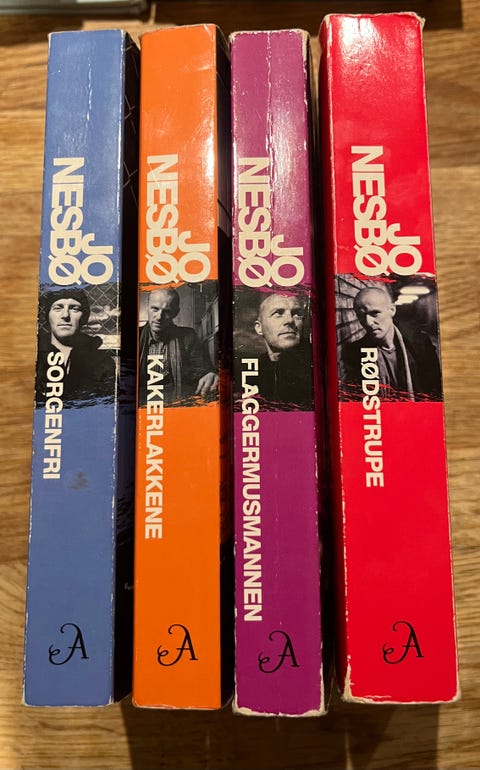 JO
NESBØ
SORGENFRI
A
JO
NESBØ
KAKERLAKKENE
A
JO
NESBØ
FLAGGERMUSMANNEN
A
JO
NESBØ
RØDSTRUPE
A